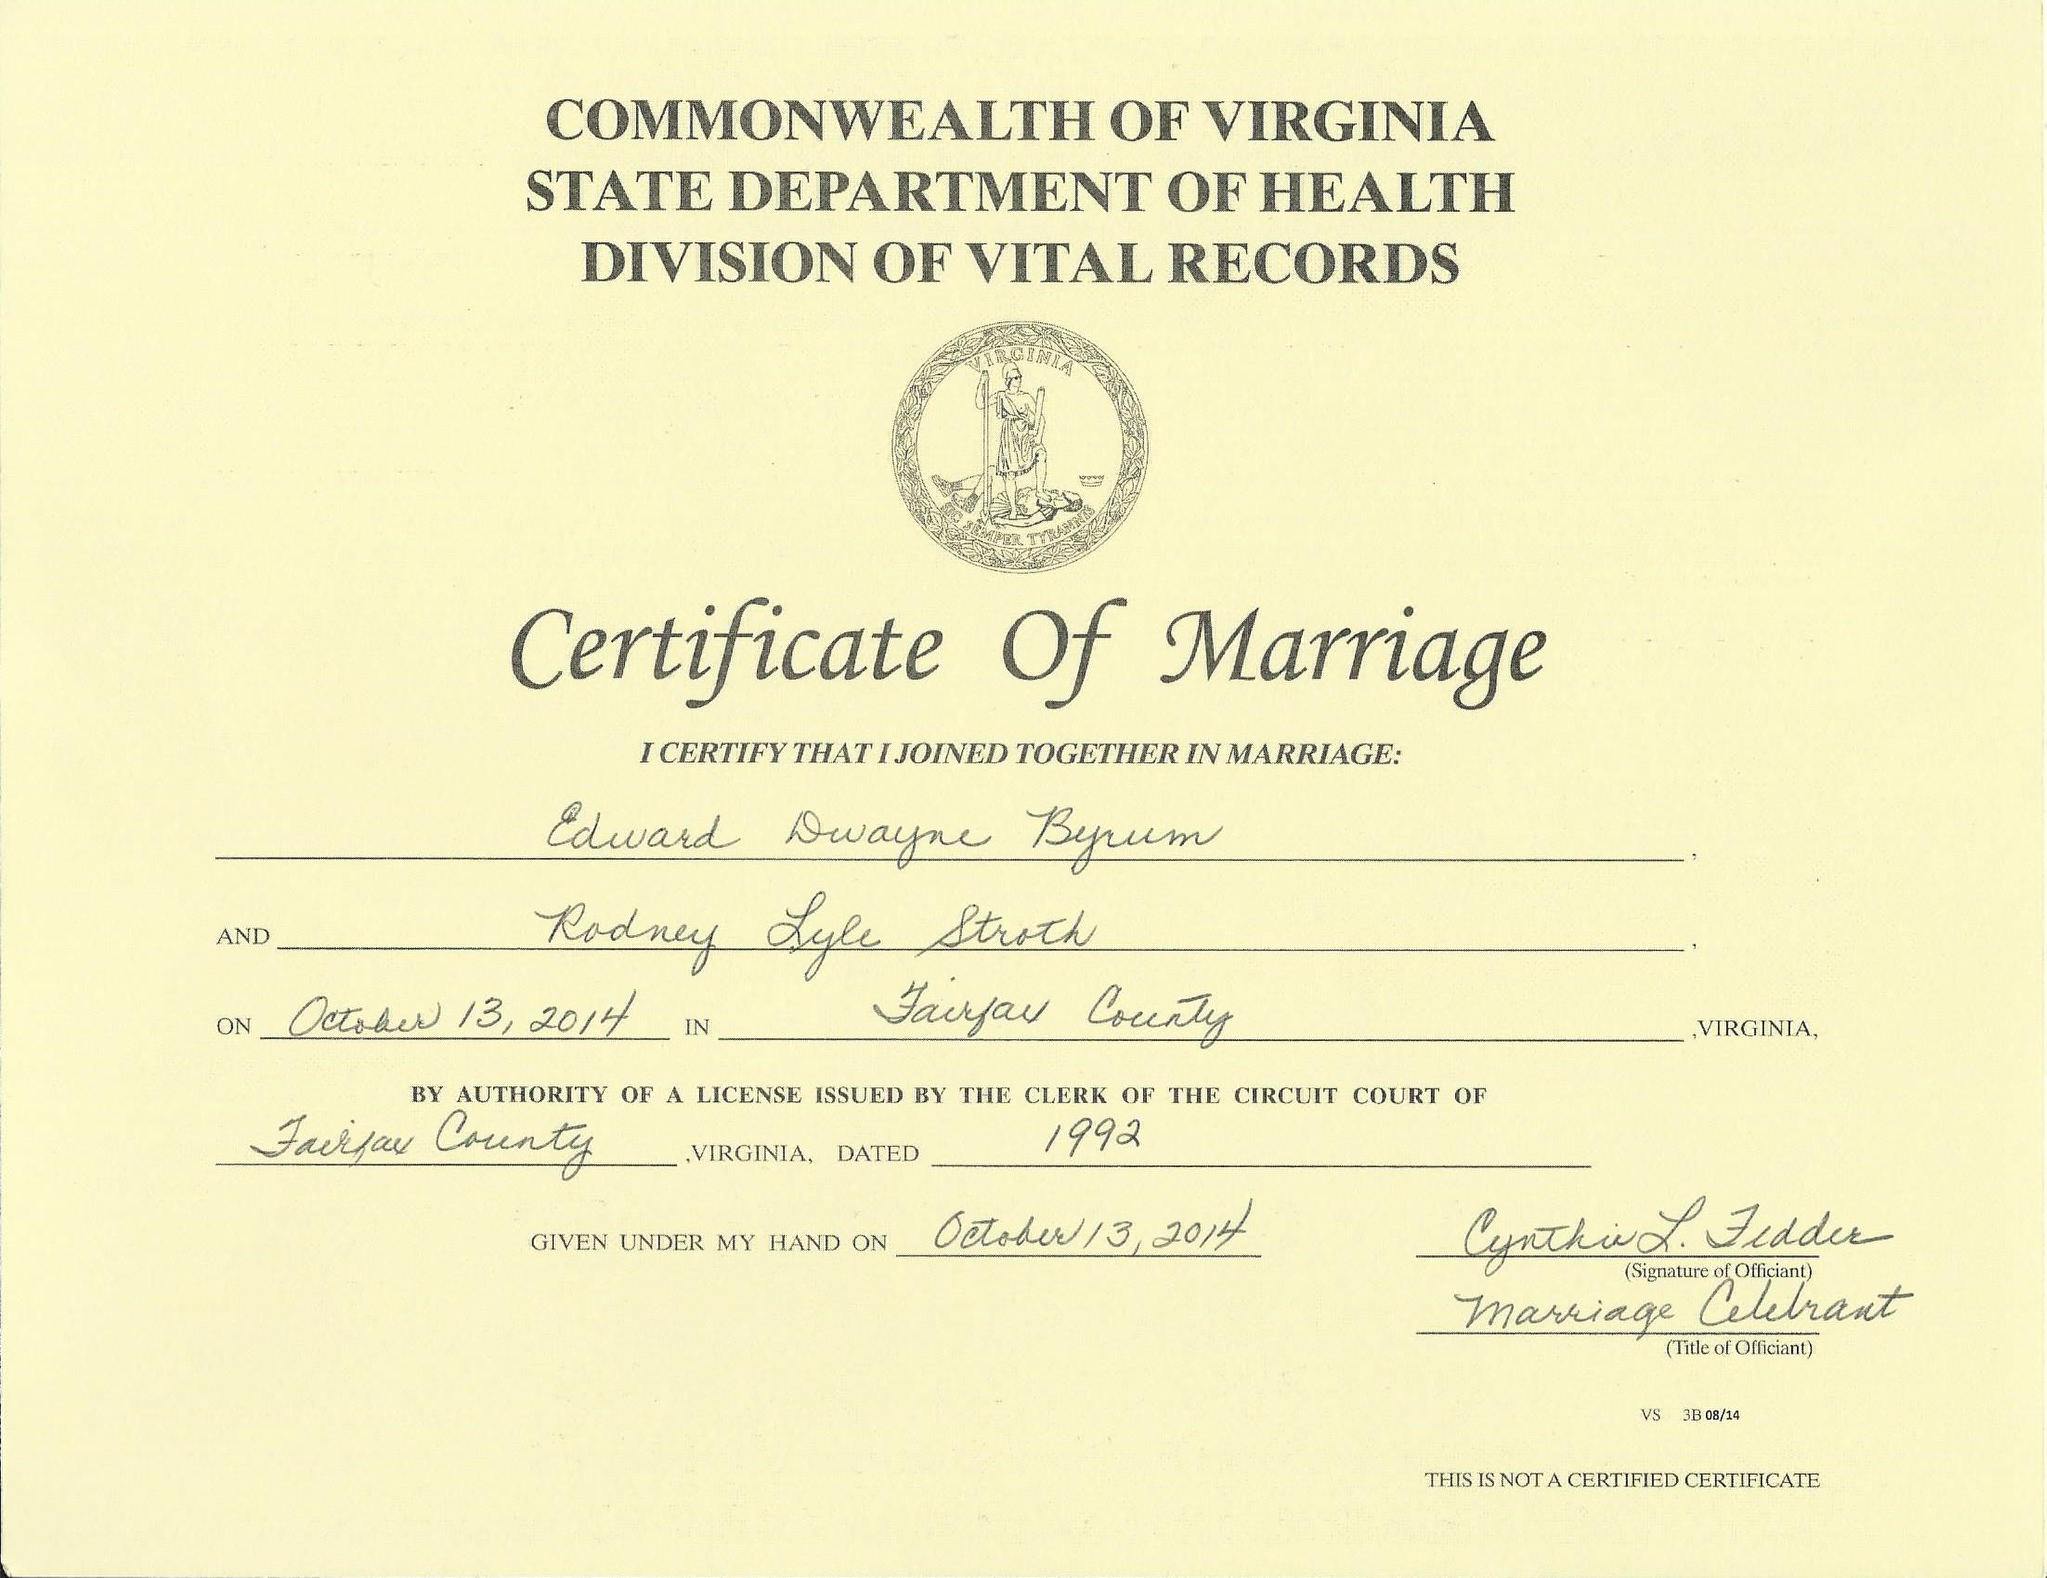 COMMONWEALTH OF VIRGINIA
STATE DEPARTMENT OF HEALTH
DIVISION OF VITAL RECORDS
VIRGINIA
SIC SEMPER TYRANNIS
Certificate Of Marriage
I CERTIFY THAT I JOINED TOGETHER IN MARRIAGE:
Edward Dwayne Byrum ,
AND Rodney Lyle Stroth ,
ON October 13, 2014 IN Fairfax County ,VIRGINIA,
BY AUTHORITY OF A LICENSE ISSUED BY THE CLERK OF THE CIRCUIT COURT OF
Fairfax County ,VIRGINIA, DATED 1992
GIVEN UNDER MY HAND ON October 13, 2014 Cynthia L. Fedder
(Signature of Officiant)
Marriage Celebrant
(Title of Officiant)
VS 3B 08/14
THIS IS NOT A CERTIFIED CERTIFICATE